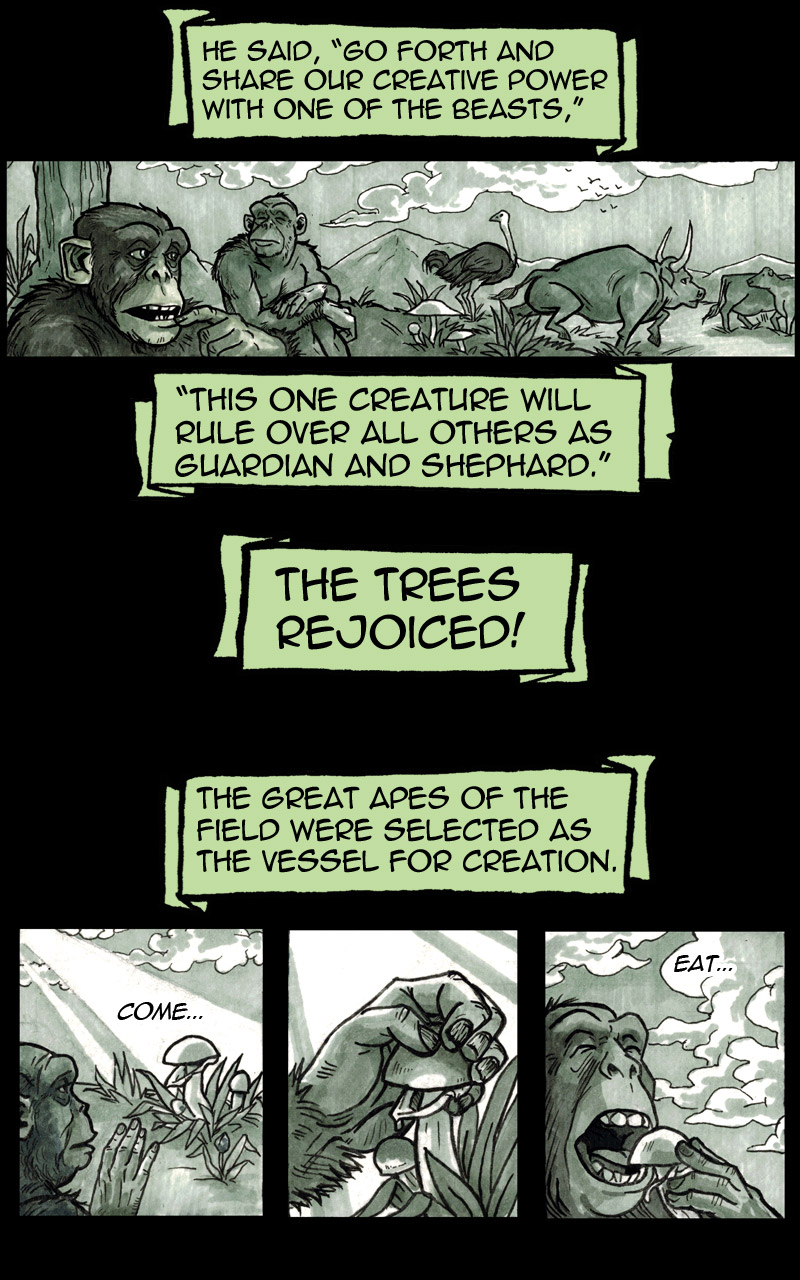 HE SAID, "GO FORTH AND
SHARE OUR CREATIVE POWER
WITH ONE OF THE BEASTS,"
"THIS ONE CREATURE WILL
RULE OVER ALL OTHERS AS
GUARDIAN AND SHEPHARD."
THE TREES
REJOICED!
THE GREAT APES OF THE
FIELD WERE SELECTED AS
THE VESSEL FOR CREATION.
COME...
EAT...